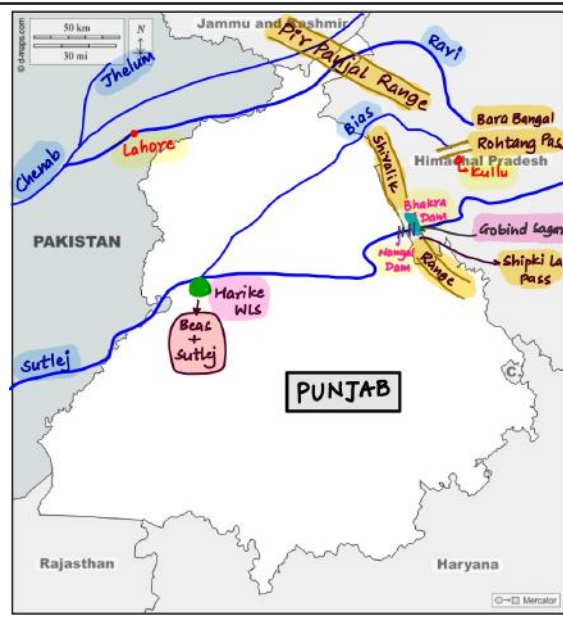 © d-maps.com
50 km
30 mi
N
Jammu and Kashmir
Pir Panjal Range
Ravi
Jhelum
Bias
Bara Bangal
Rohtang Pas
Himachal Pradesh
Kullu
Lahore
Chenab
Shivalik
Bhakra
Dam
Gobind Sagar
PAKISTAN
Nangal
Dam
Shipki La
Pass
Range
Harike
WLS
Beas
+
Sutlej
Sutlej
C.
PUNJAB
Rajasthan
Haryana
Mercator